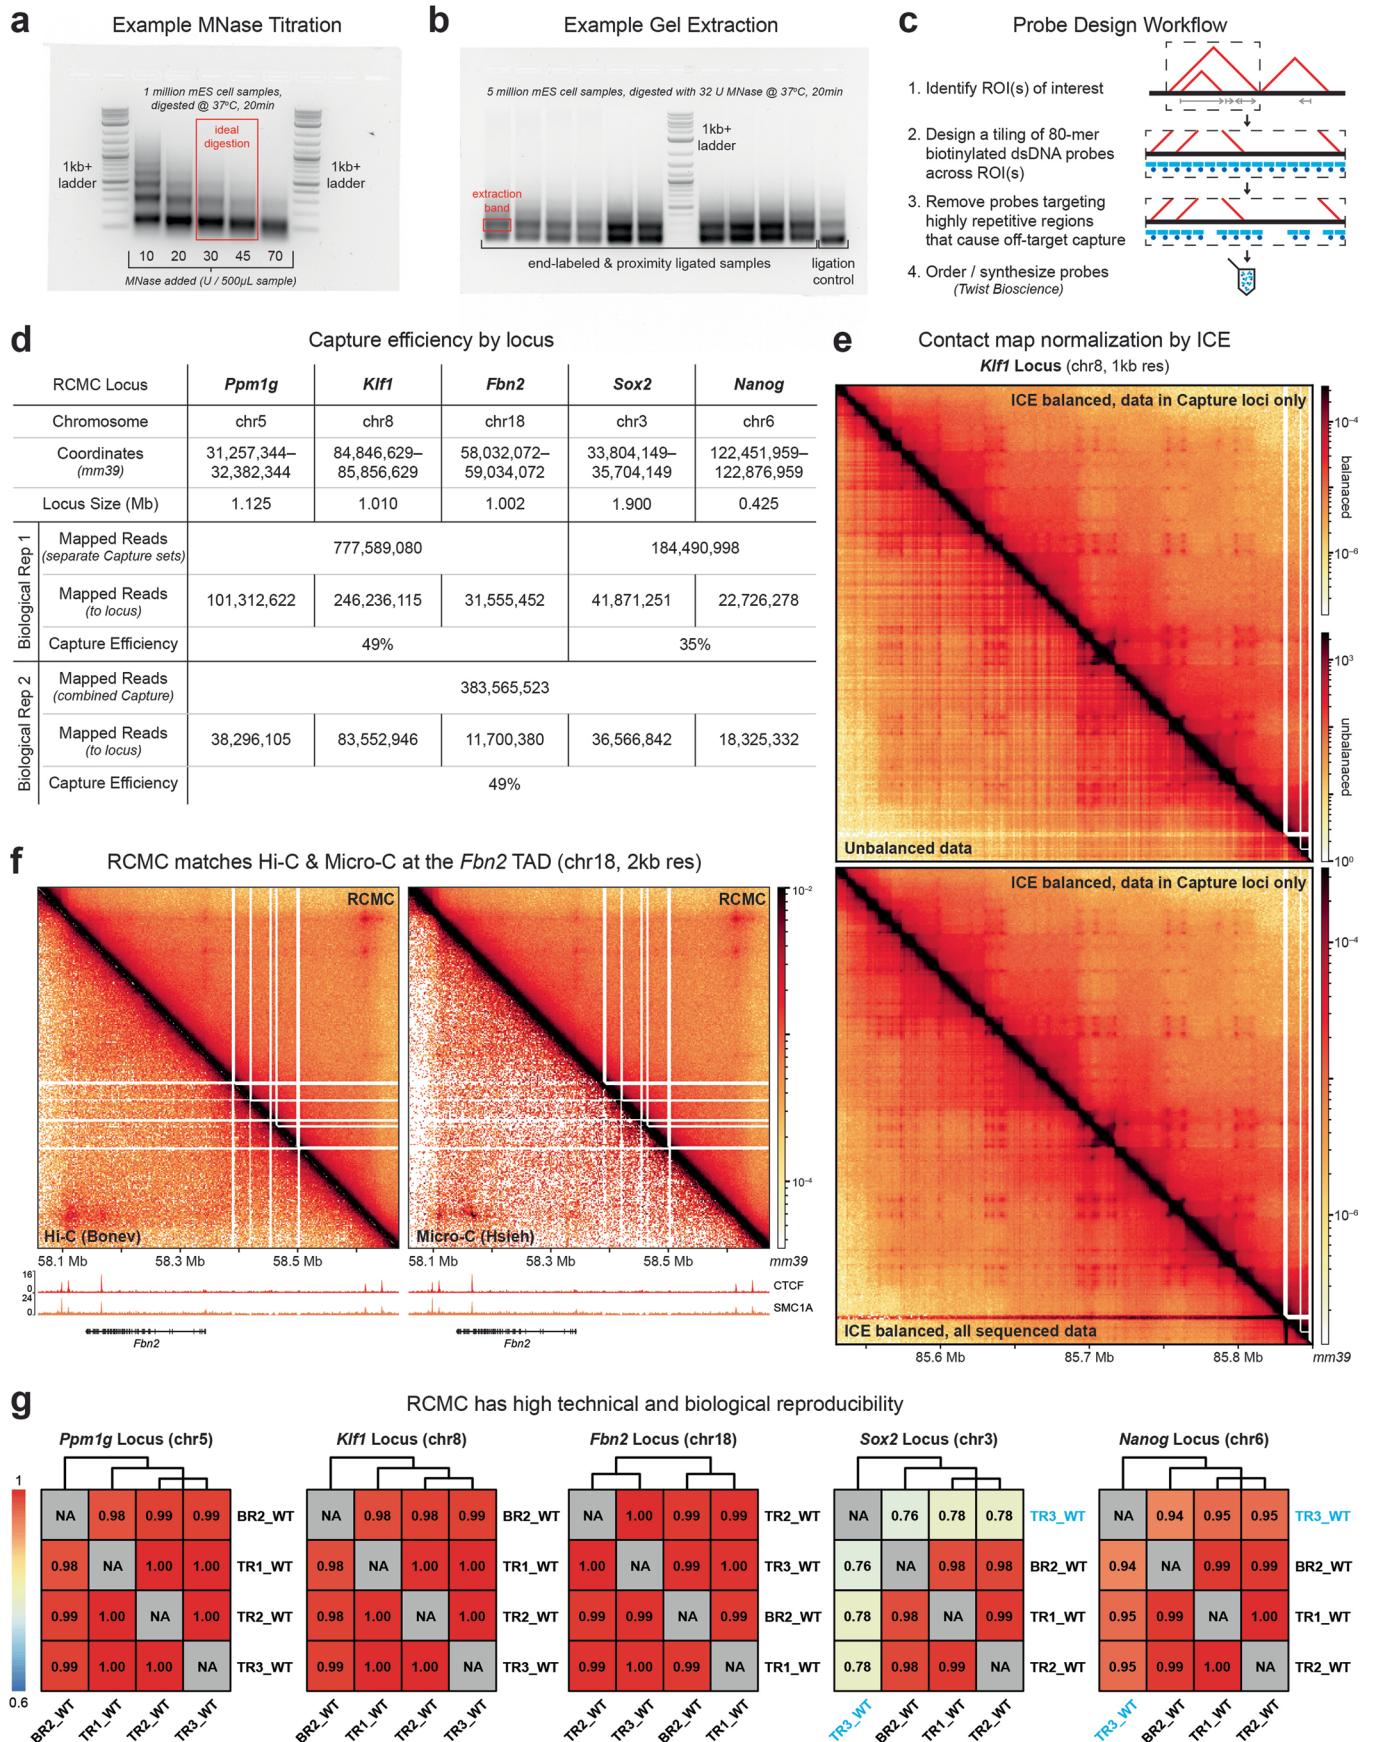 a
Example MNase Titration
1 million mES cell samples,
digested @ 37ºC, 20min
ideal
digestion
1kb+
ladder
1kb+
ladder
10 20 30 45 70
MNase added (U / 500µL sample)
b
Example Gel Extraction
5 million mES cell samples, digested with 32 U MNase @ 37ºC, 20min
1kb+
ladder
extraction
band
end-labeled & proximity ligated samples
ligation
control
c
Probe Design Workflow
1. Identify ROI(s) of interest
2. Design a tiling of 80-mer
biotinylated dsDNA probes
across ROI(s)
3. Remove probes targeting
highly repetitive regions
that cause off-target capture
4. Order / synthesize probes
(Twist Bioscience)
d
Capture efficiency by locus
RCMC Locus Ppm1g Klf1 Fbn2 Sox2 Nanog
Chromosome chr5 chr8 chr18 chr3 chr6
Coordinates 31,257,344– 84,846,629– 58,032,072– 33,804,149– 122,451,959–
(mm39) 32,382,344 85,856,629 59,034,072 35,704,149 122,876,959
Locus Size (Mb) 1.125 1.010 1.002 1.900 0.425
Biological Rep 1
Mapped Reads
(separate Capture sets)
777,589,080 184,490,998
Mapped Reads
(to locus)
101,312,622 246,236,115 31,555,452 41,871,251 22,726,278
Capture Efficiency 49% 35%
Biological Rep 2
Mapped Reads
(combined Capture)
383,565,523
Mapped Reads
(to locus)
38,296,105 83,552,946 11,700,380 36,566,842 18,325,332
Capture Efficiency 49%
e
Contact map normalization by ICE
Klf1 Locus (chr8, 1kb res)
ICE balanced, data in Capture loci only
Unbalanced data
10⁻⁴
balanaced
10⁻⁶
10³
unbalanaced
10⁰
ICE balanced, data in Capture loci only
ICE balanced, all sequenced data
10⁻⁴
10⁻⁶
85.6 Mb 85.7 Mb 85.8 Mb mm39
f
RCMC matches Hi-C & Micro-C at the Fbn2 TAD (chr18, 2kb res)
RCMC
Hi-C (Bonev)
RCMC
Micro-C (Hsieh)
10⁻²
10⁻⁴
58.1 Mb 58.3 Mb 58.5 Mb 58.1 Mb 58.3 Mb 58.5 Mb mm39
16
0
CTCF
24
0
SMC1A
Fbn2 Fbn2
g
RCMC has high technical and biological reproducibility
1
0.6
Ppm1g Locus (chr5)
NA 0.98 0.99 0.99 BR2_WT
0.98 NA 1.00 1.00 TR1_WT
0.99 1.00 NA 1.00 TR2_WT
0.99 1.00 1.00 NA TR3_WT
BR2_WT TR1_WT TR2_WT TR3_WT
Klf1 Locus (chr8)
NA 0.98 0.98 0.99 BR2_WT
0.98 NA 1.00 1.00 TR1_WT
0.98 1.00 NA 1.00 TR2_WT
0.99 1.00 1.00 NA TR3_WT
BR2_WT TR1_WT TR2_WT TR3_WT
Fbn2 Locus (chr18)
NA 1.00 0.99 0.99 TR2_WT
1.00 NA 0.99 1.00 TR3_WT
0.99 0.99 NA 0.99 BR2_WT
0.99 1.00 0.99 NA TR1_WT
TR2_WT TR3_WT BR2_WT TR1_WT
Sox2 Locus (chr3)
NA 0.76 0.78 0.78 TR3_WT
0.76 NA 0.98 0.98 BR2_WT
0.78 0.98 NA 0.99 TR1_WT
0.78 0.98 0.99 NA TR2_WT
TR3_WT BR2_WT TR1_WT TR2_WT
Nanog Locus (chr6)
NA 0.94 0.95 0.95 TR3_WT
0.94 NA 0.99 0.99 BR2_WT
0.95 0.99 NA 1.00 TR1_WT
0.95 0.99 1.00 NA TR2_WT
TR3_WT BR2_WT TR1_WT TR2_WT